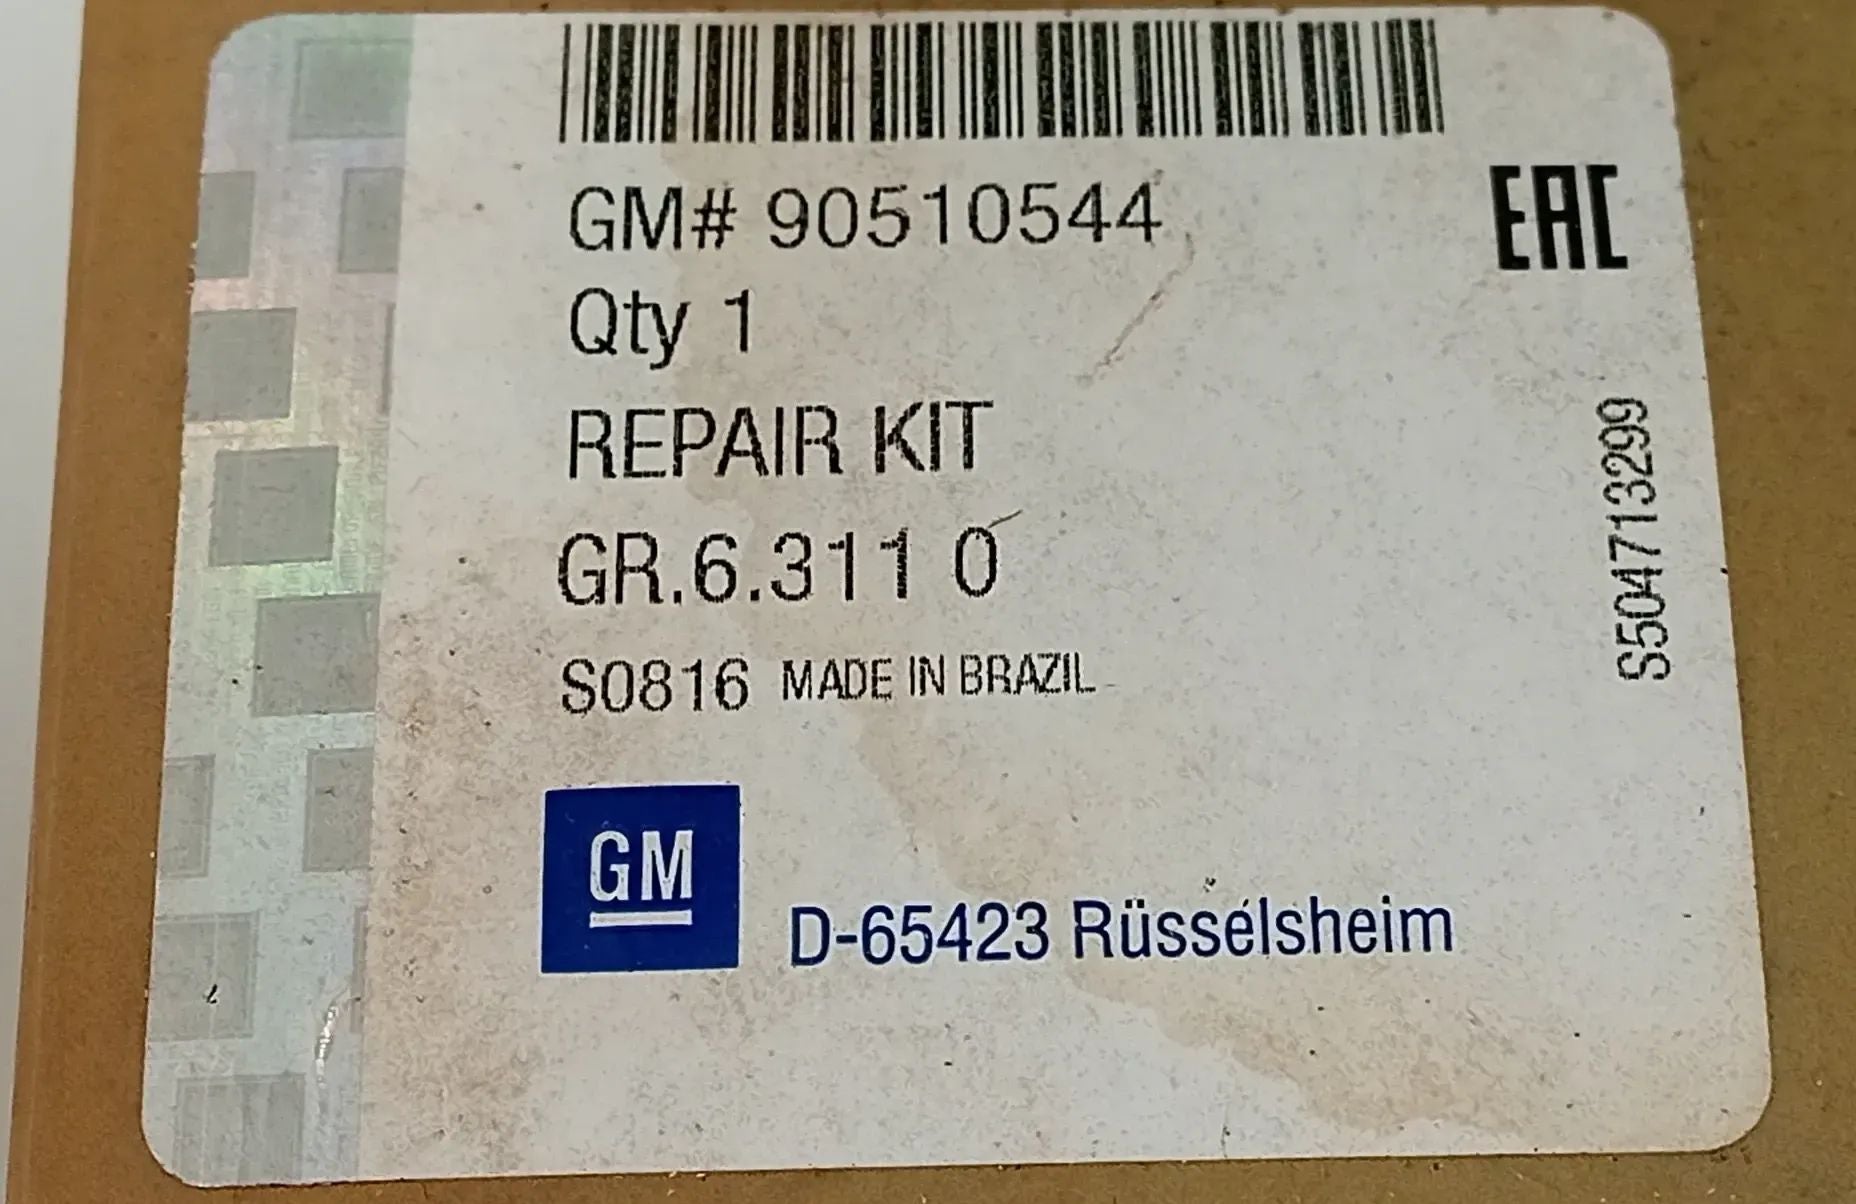 GM# 90510544
EAC
Qty 1
REPAIR KIT
GR.6.311 0
S504713299
S0816 MADE IN BRAZIL
GM
D-65423 Rüsselsheim